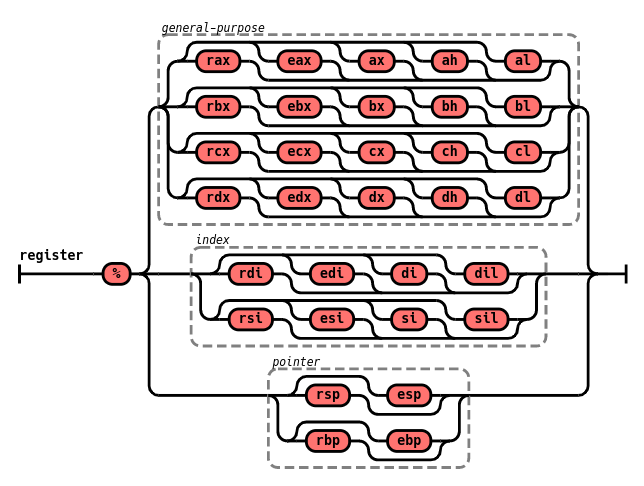 general-purpose
rax eax ax ah al
rbx ebx bx bh bl
rcx ecx cx ch cl
rdx edx dx dh dl
index
register
% rdi edi di dil
rsi esi si sil
pointer
rsp esp
rbp ebp